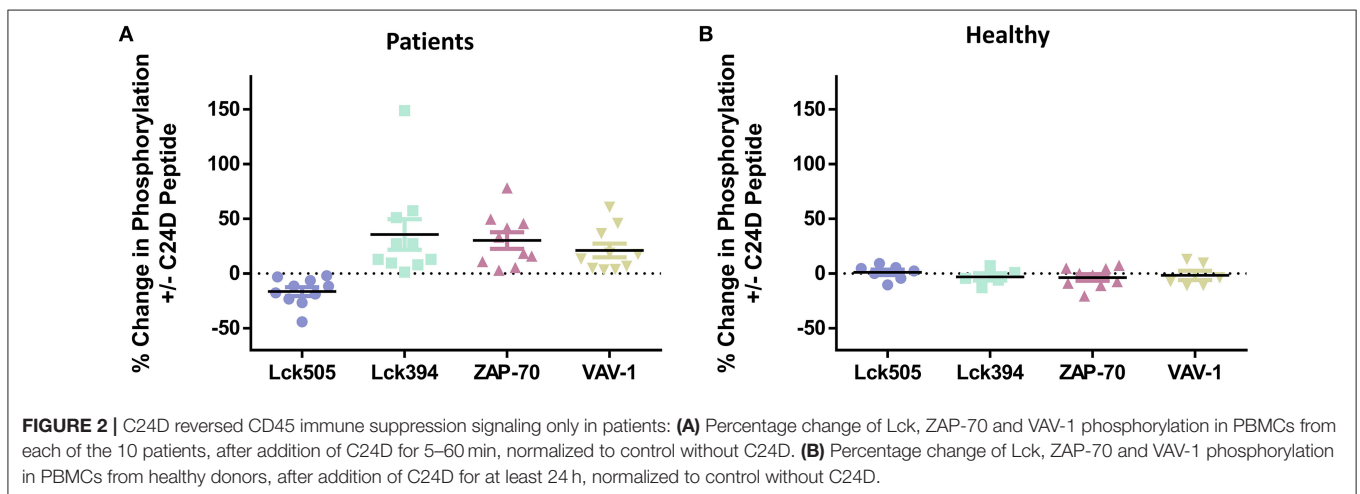 A
Patients
% Change in Phosphorylation
+/- C24D Peptide
150
100
50
0
-50
Lck505 Lck394 ZAP-70 VAV-1
B
Healthy
% Change in Phosphorylation
+/- C24D Peptide
150
100
50
0
-50
Lck505 Lck394 ZAP-70 VAV-1
FIGURE 2 | C24D reversed CD45 immune suppression signaling only in patients: (A) Percentage change of Lck, ZAP-70 and VAV-1 phosphorylation in PBMCs from
each of the 10 patients, after addition of C24D for 5–60 min, normalized to control without C24D. (B) Percentage change of Lck, ZAP-70 and VAV-1 phosphorylation
in PBMCs from healthy donors, after addition of C24D for at least 24 h, normalized to control without C24D.